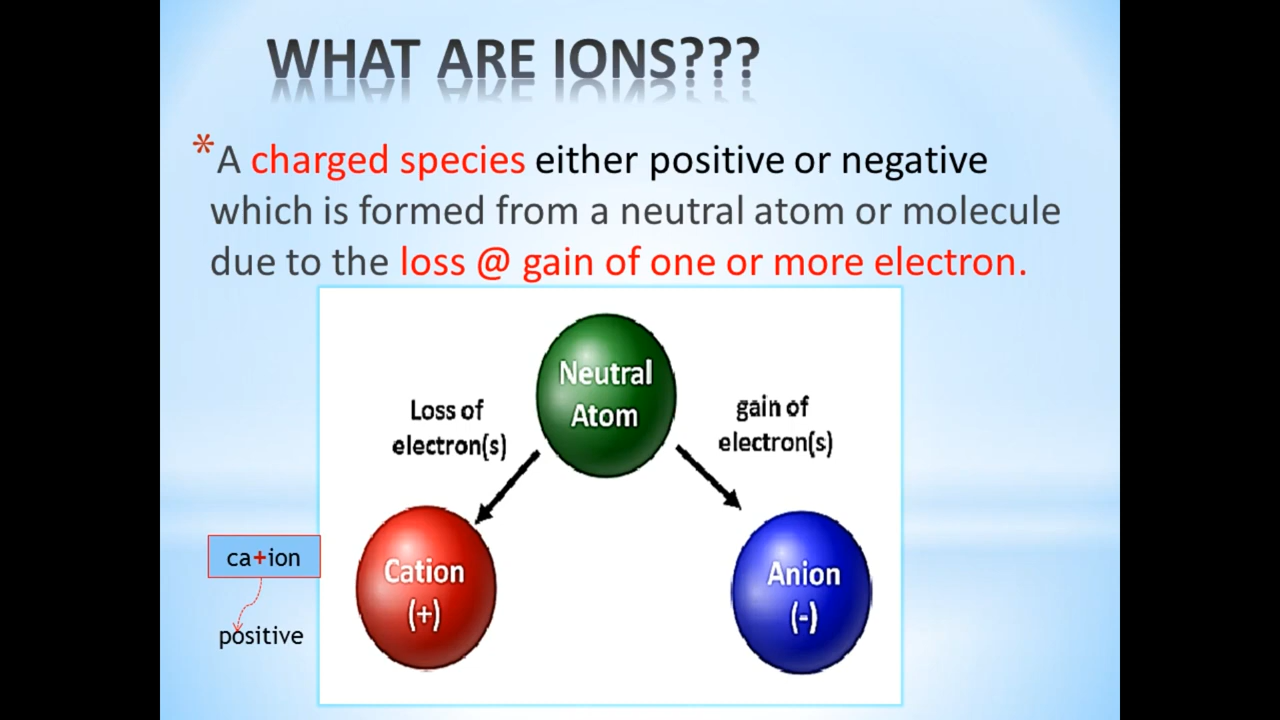 WHAT ARE IONS???
*A charged species either positive or negative
which is formed from a neutral atom or molecule
due to the loss @ gain of one or more electron.
Neutral
Atom
Loss of
electron(s)
gain of
electron(s)
Cation
(+)
Anion
(-)
ca+ion
positive